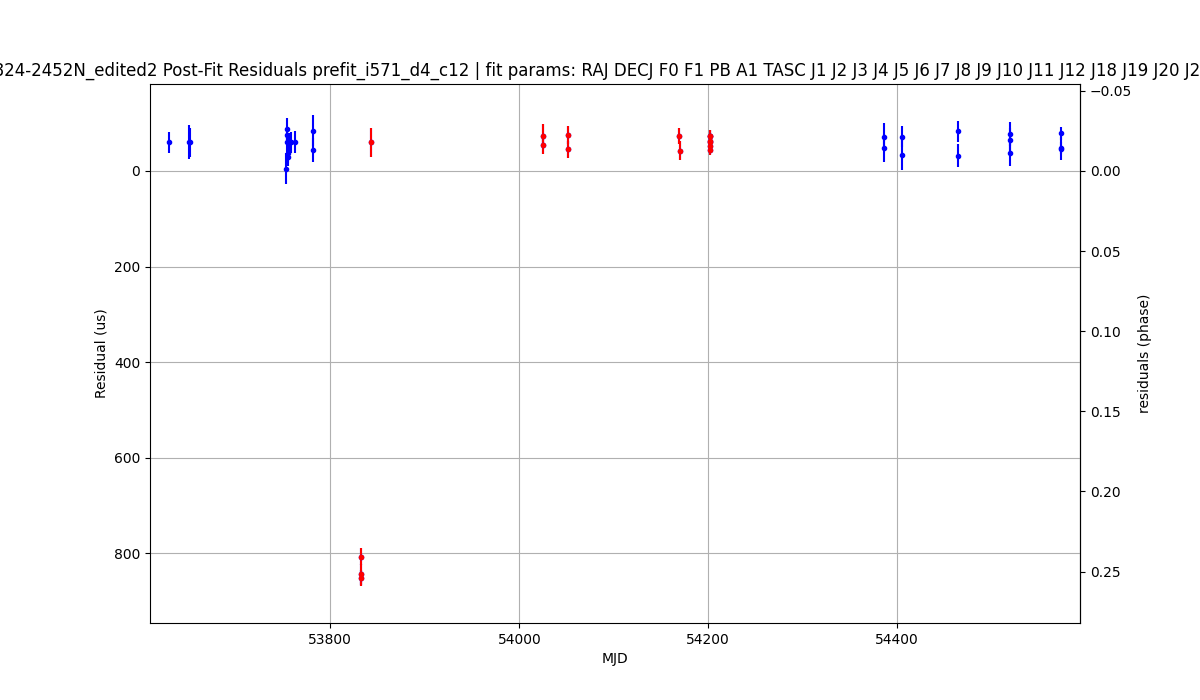 324-2452N_edited2 Post-Fit Residuals prefit_i571_d4_c12 | fit params: RAJ DECJ F0 F1 PB A1 TASC J1 J2 J3 J4 J5 J6 J7 J8 J9 J10 J11 J12 J18 J19 J20 J2
−0.05
0 0.00
200 0.05
0.10
400
0.15
600 0.20
800
0.25
Residual (us)
residuals (phase)
53800 54000 54200 54400
MJD